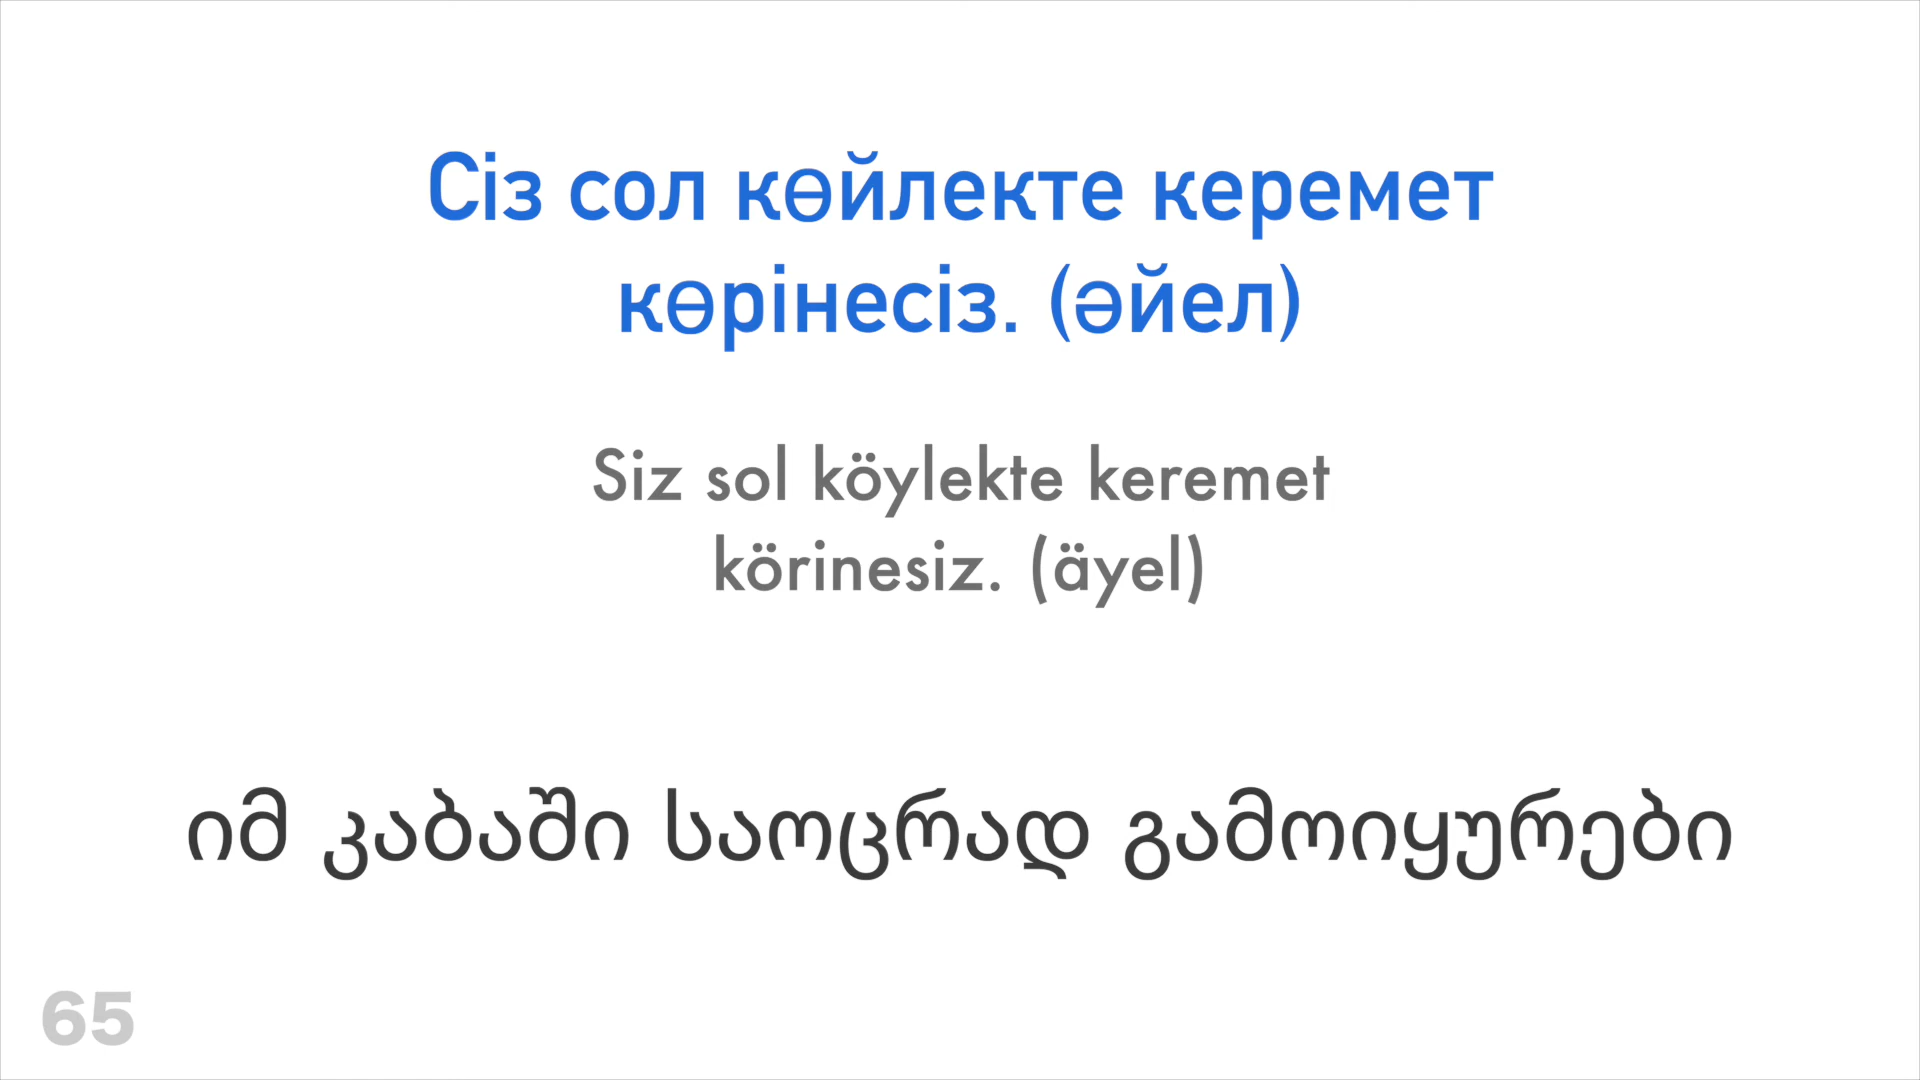 Сіз сол көйлекте керемет
көрінесіз. (әйел)
Siz sol köylekte keremet
körinesiz. (äyel)
იმ კაბაში საოცრად გამოიყურები
65